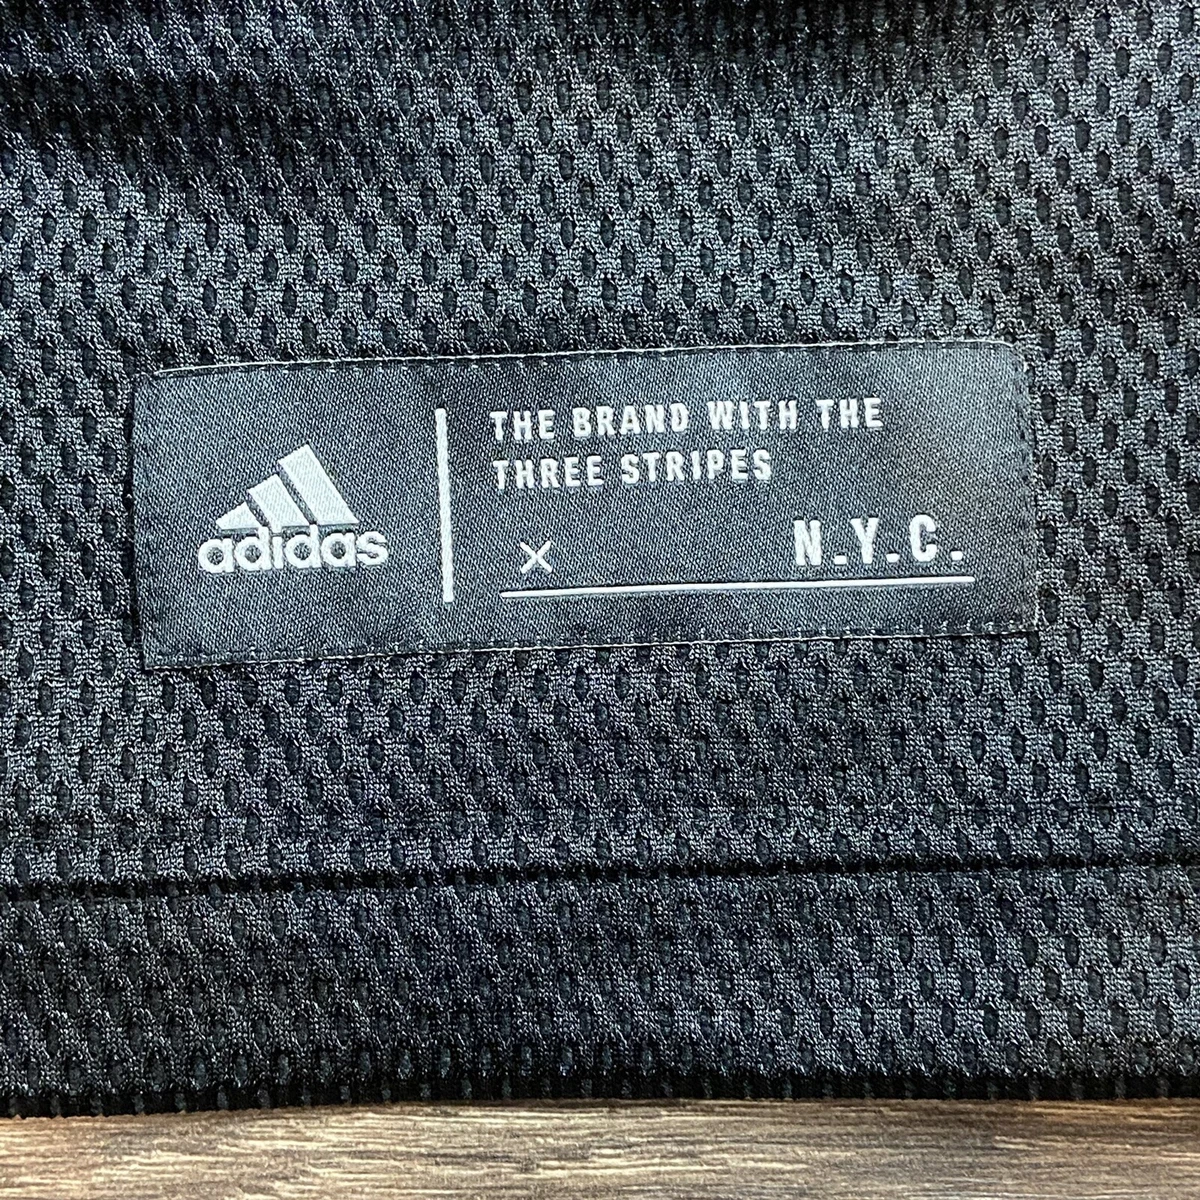 adidas
THE BRAND WITH THE
THREE STRIPES
× N.Y.C.